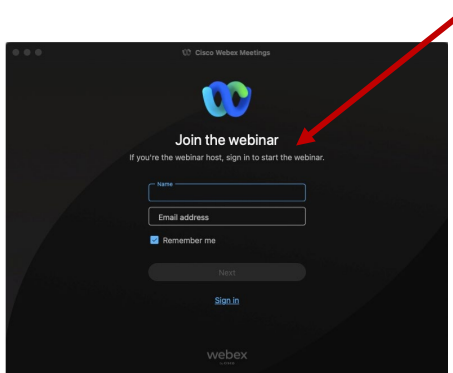 Cisco Webex Meetings
Join the webinar
If you're the webinar host, sign in to start the webinar.
Name
Email address
Remember me
Next
Sign in
webex